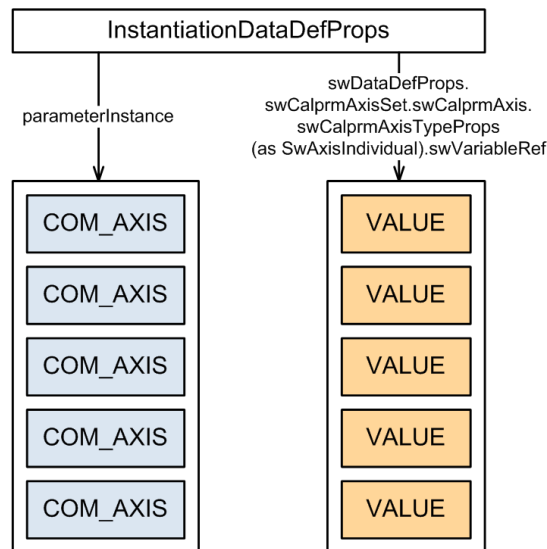 InstantiationDataDefProps
parameterInstance
swDataDefProps.
swCalprmAxisSet.swCalprmAxis.
swCalprmAxisTypeProps
(as SwAxisIndividual).swVariableRef
COM_AXIS
VALUE
COM_AXIS
VALUE
COM_AXIS
VALUE
COM_AXIS
VALUE
COM_AXIS
VALUE